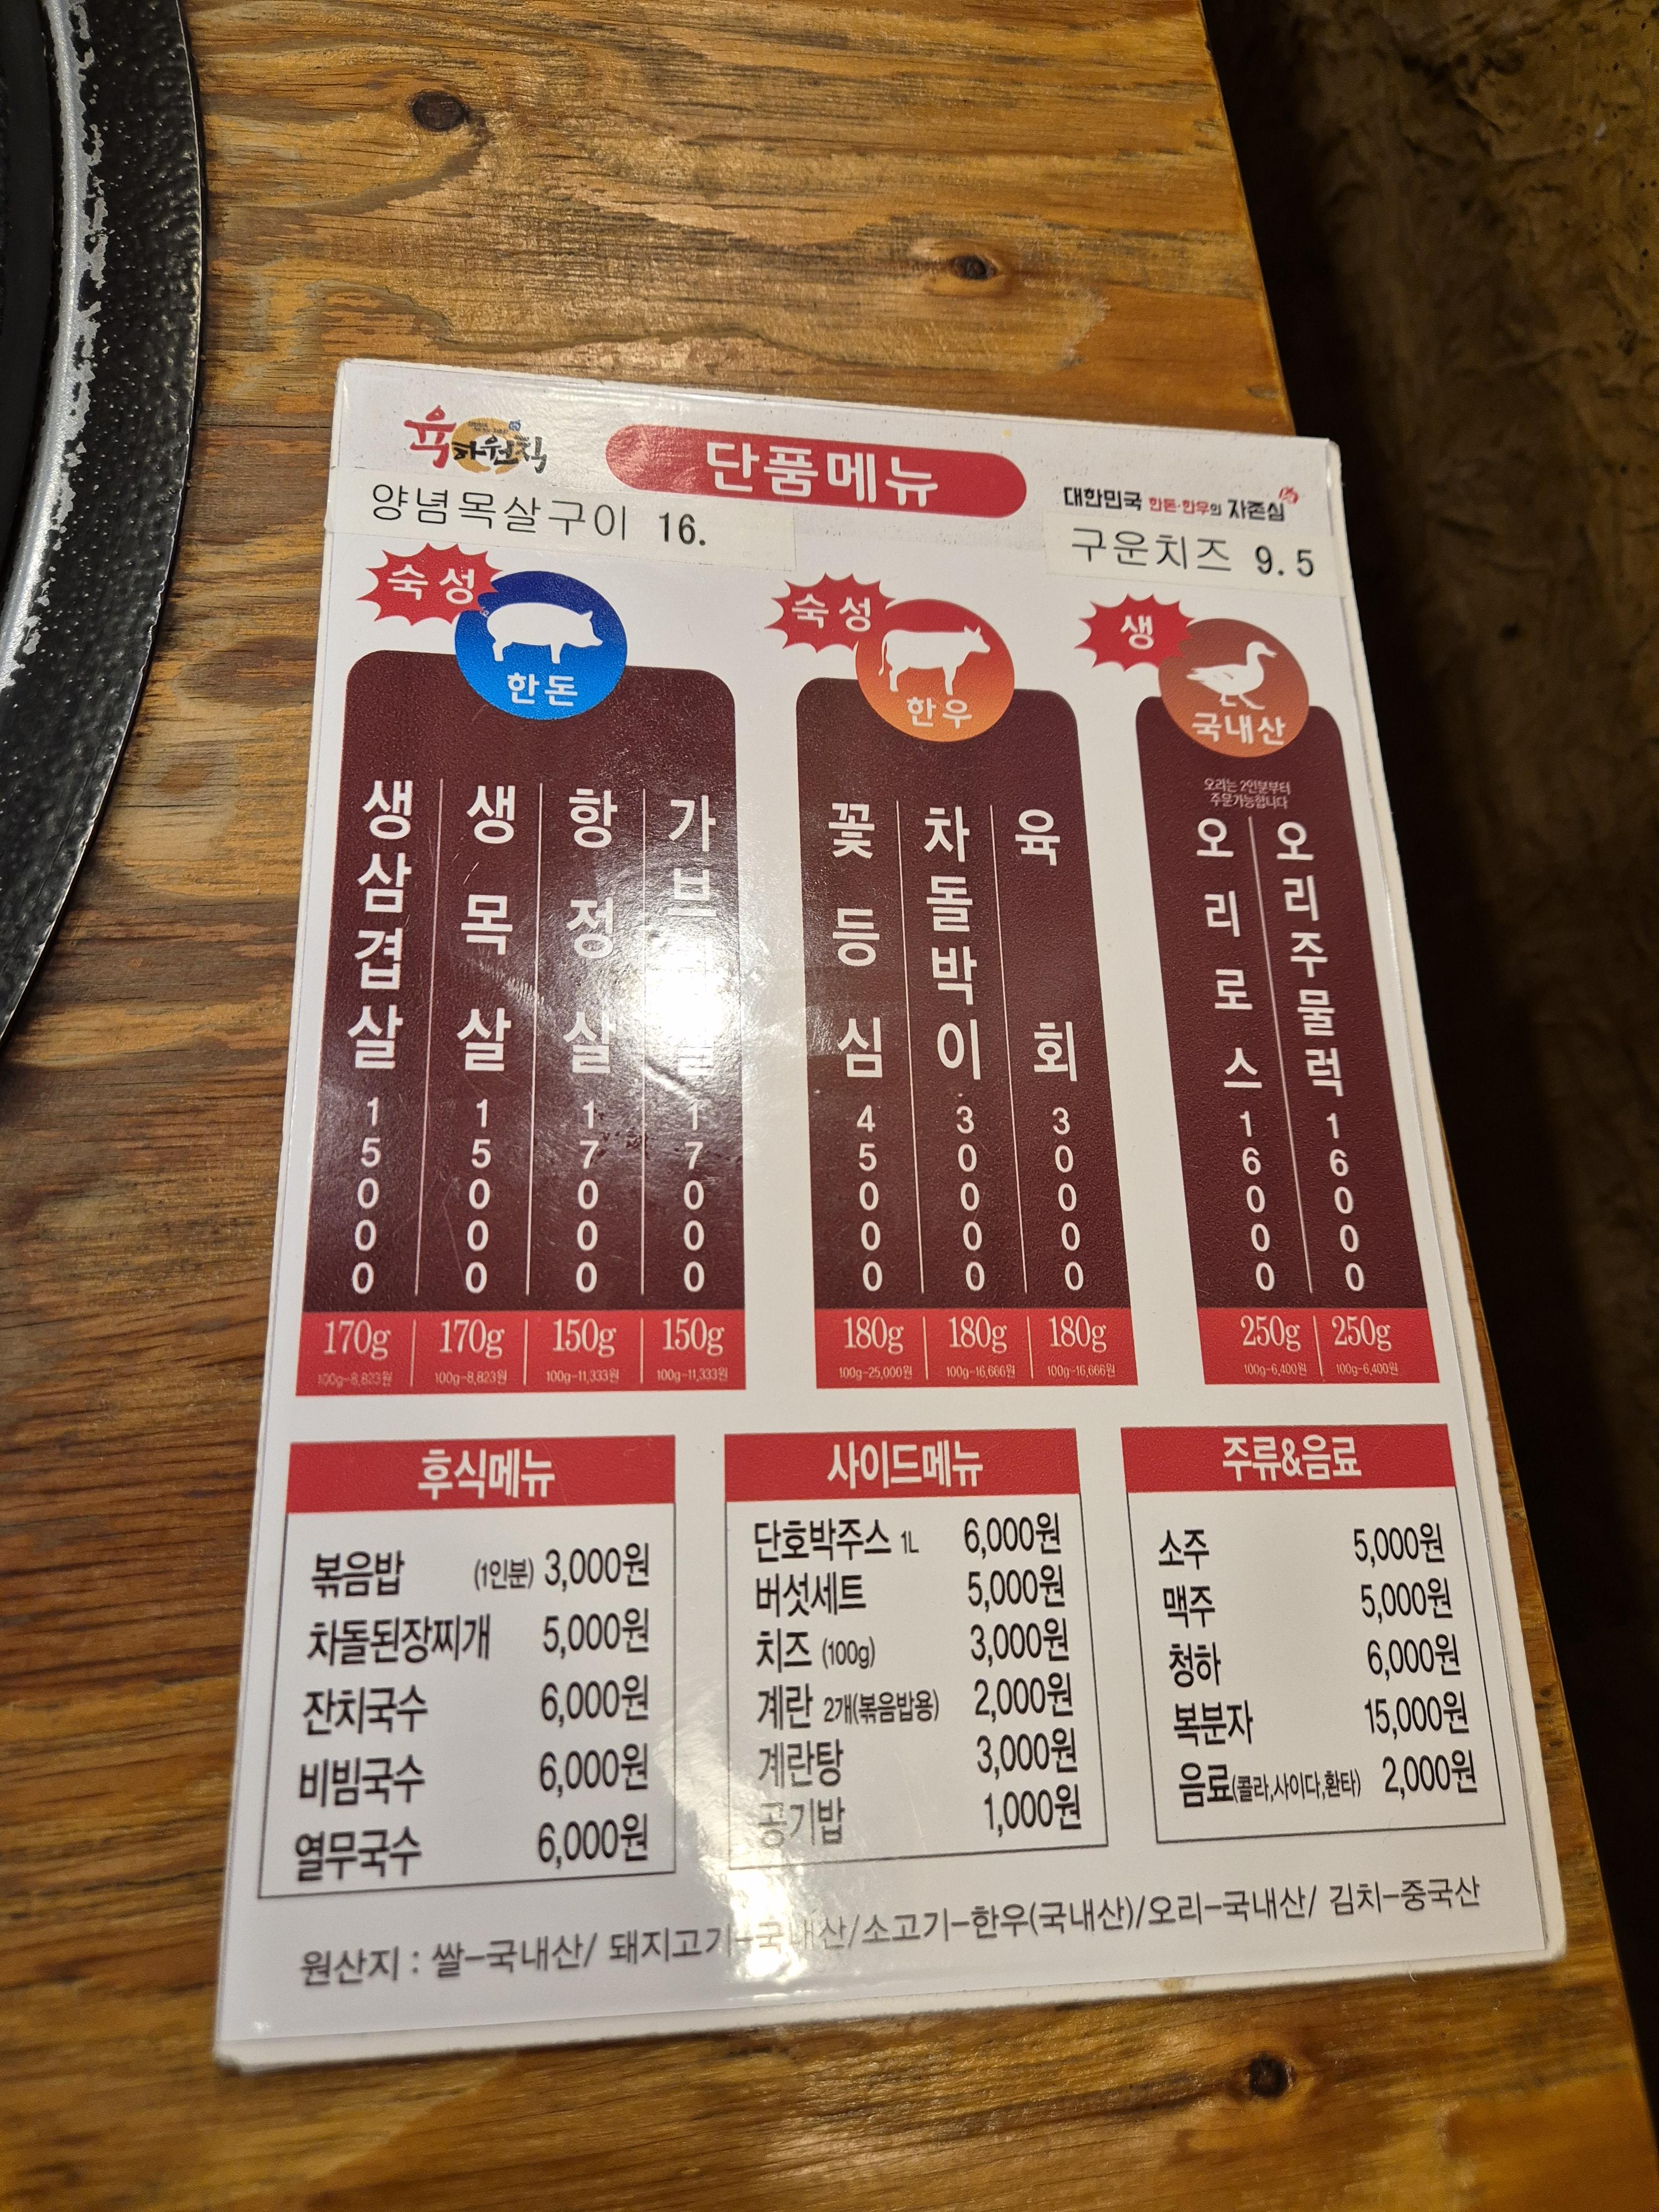 육하원칙
단품메뉴
대한민국 한돈·한우의 자존심
양념목살구이 16.
구운치즈 9.5
숙성
한돈
숙성
한우
생
국내산
오리는 2인분부터
주문가능합니다
생삼겹살 15000
생목살 15000
항정살 17000
가브 살 17000
꽃등심 45000
차돌박이 30000
육회 30000
오리로스 16000
오리주물럭 16000
170g 170g 150g 150g
100g-8,823원 100g-8,823원 100g-11,333원 100g-11,333원
180g 180g 180g
100g-25,000원 100g-16,666원 100g-16,666원
250g 250g
100g-6,400원 100g-6,400원
후식메뉴
볶음밥 (1인분) 3,000원
차돌된장찌개 5,000원
잔치국수 6,000원
비빔국수 6,000원
열무국수 6,000원
사이드메뉴
단호박주스 1L 6,000원
버섯세트 5,000원
치즈 (100g) 3,000원
계란 2개(볶음밥용) 2,000원
계란탕 3,000원
공기밥 1,000원
주류&음료
소주 5,000원
맥주 5,000원
청하 6,000원
복분자 15,000원
음료(콜라,사이다,환타) 2,000원
원산지 : 쌀-국내산/ 돼지고기-국내산/소고기-한우(국내산)/오리-국내산/ 김치-중국산